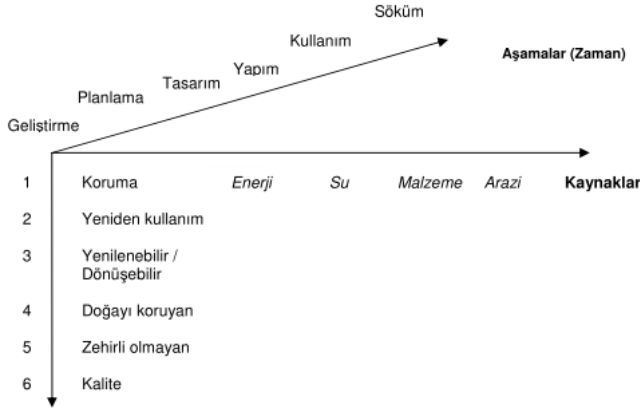 Söküm
Kullanım
Aşamalar (Zaman)
Yapım
Tasarım
Planlama
Geliştirme
1 Koruma Enerji Su Malzeme Arazi Kaynaklar
2 Yeniden kullanım
3 Yenilenebilir /
Dönüşebilir
4 Doğayı koruyan
5 Zehirli olmayan
6 Kalite